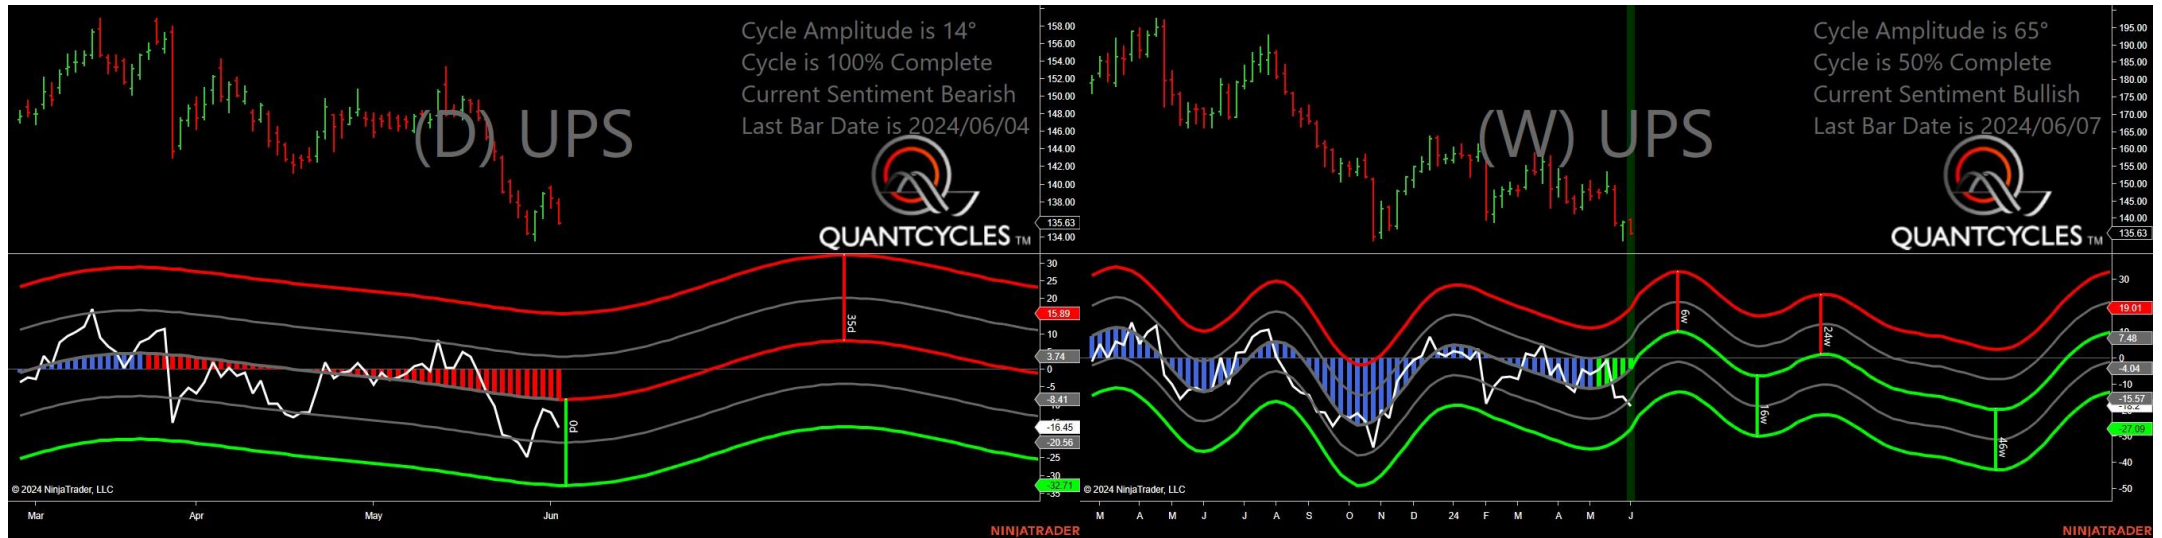 Cycle Amplitude is 14°
Cycle is 100% Complete
Current Sentiment Bearish
Last Bar Date is 2024/06/04
(D) UPS
QUANTCYCLES TM
158.00
156.00
154.00
152.00
150.00
148.00
146.00
144.00
142.00
140.00
138.00
135.63
134.00
30
25
20
15.89
10
3.74
0
-5
-8.41
-16.45
-20.56
-25
-30
-32.71
-35
35d
0d
© 2024 NinjaTrader, LLC
Mar
Apr
May
Jun
NINJATRADER
Cycle Amplitude is 65°
Cycle is 50% Complete
Current Sentiment Bullish
Last Bar Date is 2024/06/07
(W) UPS
QUANTCYCLES TM
195.00
190.00
185.00
180.00
175.00
170.00
165.00
160.00
155.00
150.00
145.00
140.00
135.63
30
19.01
7.48
0
-4.04
-10
-15.57
-18.2
-27.09
-30
-40
-50
6w
16w
24w
46w
© 2024 NinjaTrader, LLC
M A M J J A S O N D 24 F M A M J
NINJATRADER